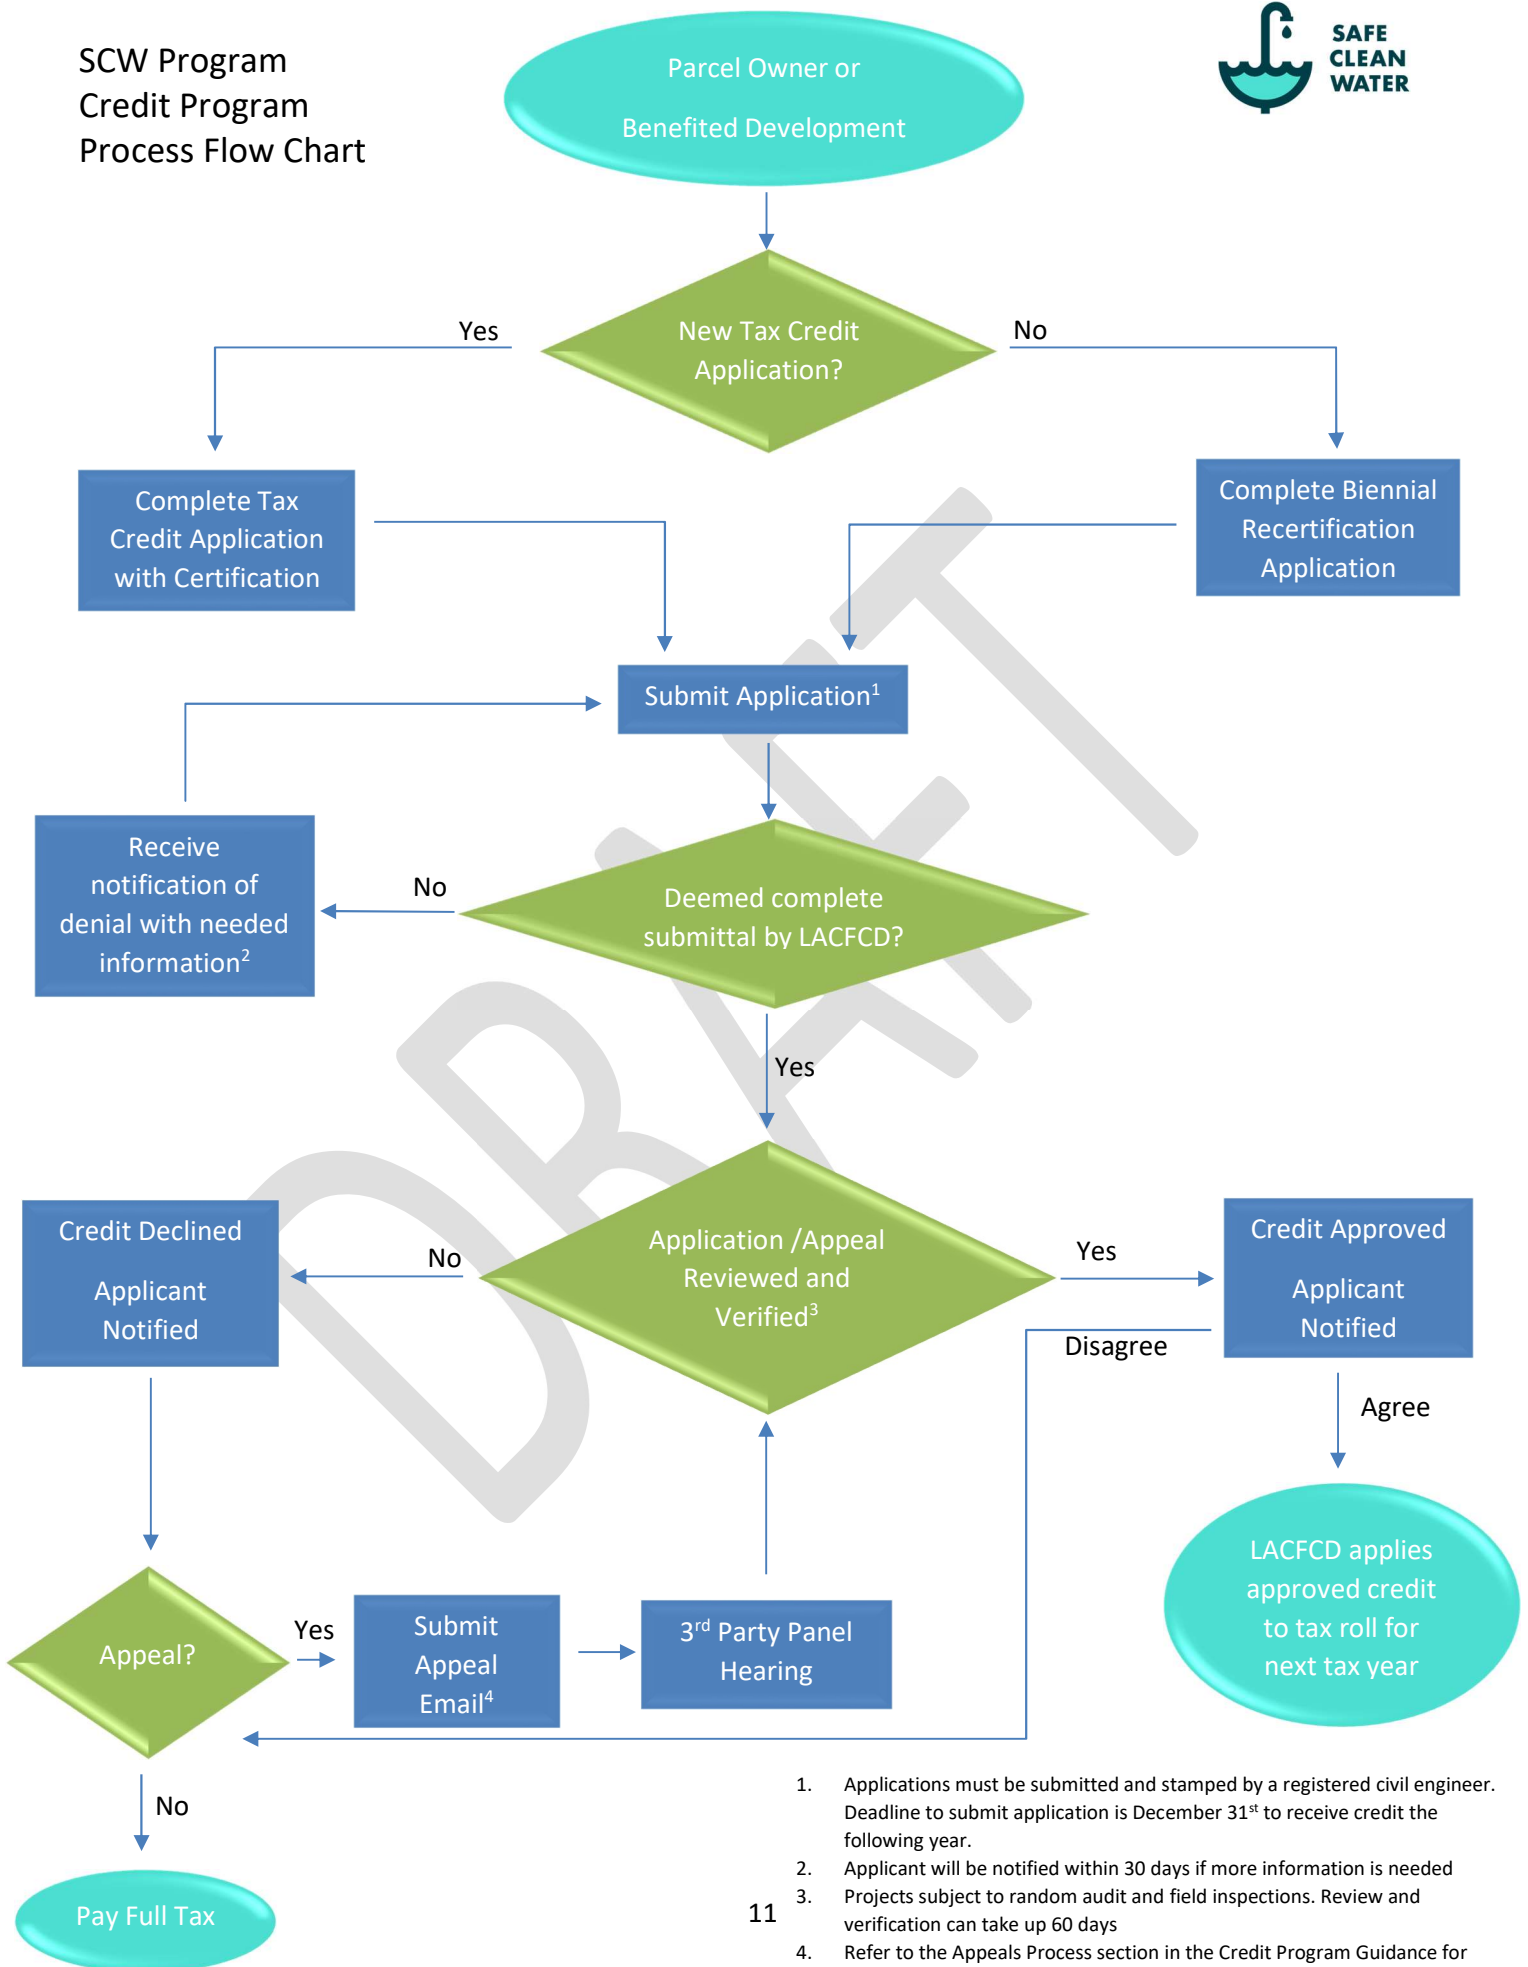 SCW Program
Credit Program
Process Flow Chart
SAFE
CLEAN
WATER
Parcel Owner or
Benefited Development
New Tax Credit
Application?
Yes
No
Complete Tax
Credit Application
with Certification
Complete Biennial
Recertification
Application
Submit Application1
Receive
notification of
denial with needed
information2
No
Deemed complete
submittal by LACFCD?
Yes
DRAFT
Credit Declined
Applicant
Notified
No
Application /Appeal
Reviewed and
Verified3
Yes
Credit Approved
Applicant
Notified
Disagree
Agree
LACFCD applies
approved credit
to tax roll for
next tax year
Appeal?
Yes
Submit
Appeal
Email4
3rd Party Panel
Hearing
No
Pay Full Tax
1. Applications must be submitted and stamped by a registered civil engineer.
Deadline to submit application is December 31st to receive credit the
following year.
2. Applicant will be notified within 30 days if more information is needed
3. Projects subject to random audit and field inspections. Review and
verification can take up 60 days
4. Refer to the Appeals Process section in the Credit Program Guidance for
11